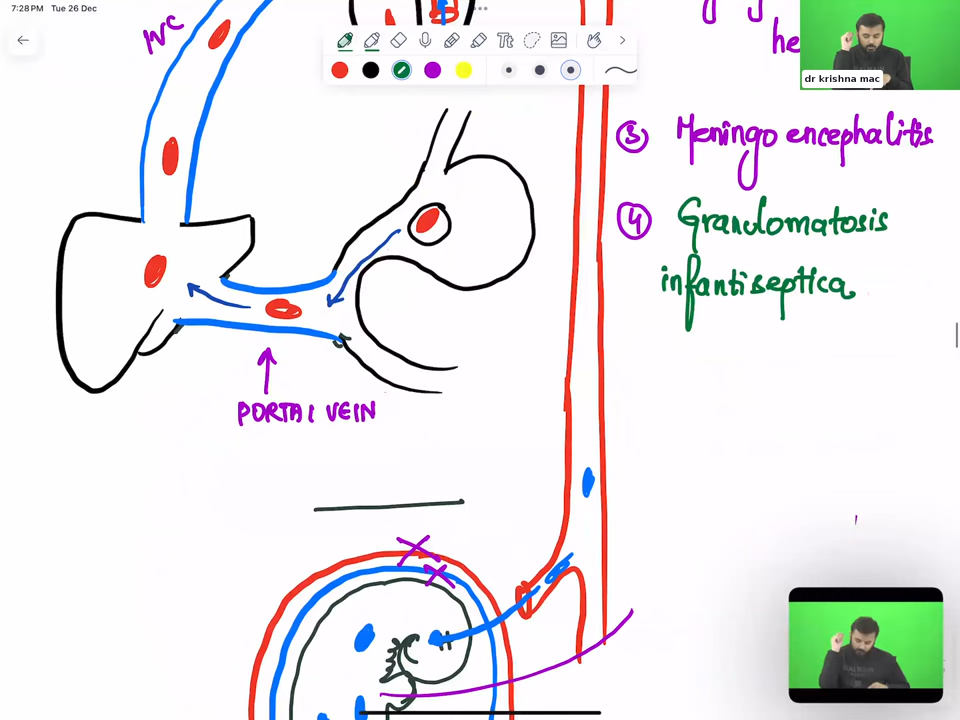 7:28 PM Tue 26 Dec
IVC
Tt
he
dr krishna mac
③ Meningo encephalitis
④ Granulomatosis
infantiseptica
PORTAL VEIN